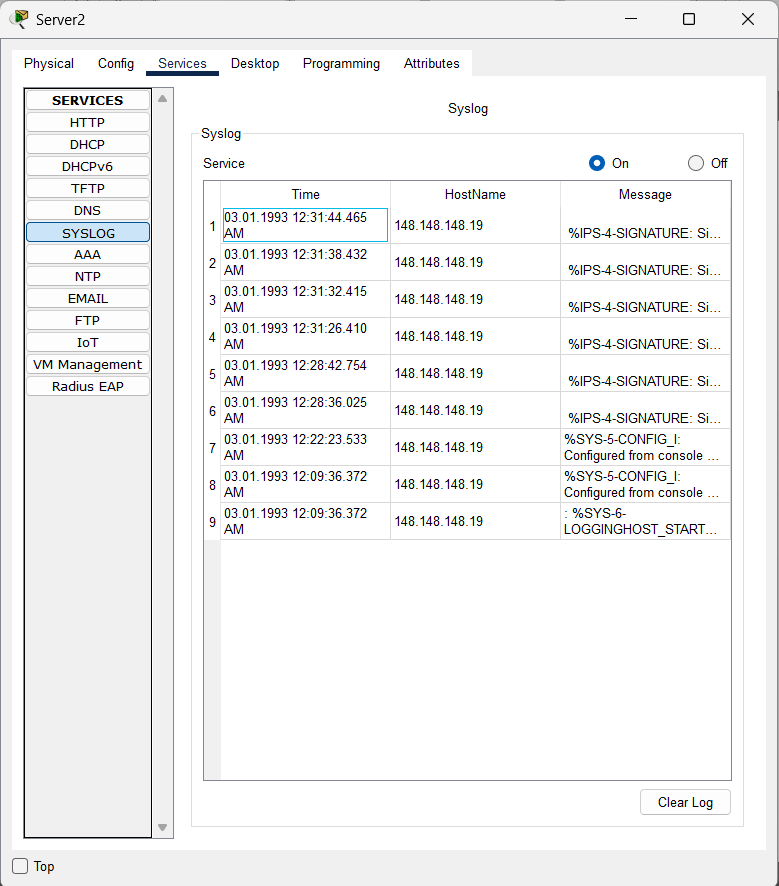 Server2
Physical Config Services Desktop Programming Attributes
SERVICES
HTTP
DHCP
DHCPv6
TFTP
DNS
SYSLOG
AAA
NTP
EMAIL
FTP
IoT
VM Management
Radius EAP
Syslog
Syslog
Service On Off
Time HostName Message
1 03.01.1993 12:31:44.465 AM 148.148.148.19 %IPS-4-SIGNATURE: Si...
2 03.01.1993 12:31:38.432 AM 148.148.148.19 %IPS-4-SIGNATURE: Si...
3 03.01.1993 12:31:32.415 AM 148.148.148.19 %IPS-4-SIGNATURE: Si...
4 03.01.1993 12:31:26.410 AM 148.148.148.19 %IPS-4-SIGNATURE: Si...
5 03.01.1993 12:28:42.754 AM 148.148.148.19 %IPS-4-SIGNATURE: Si...
6 03.01.1993 12:28:36.025 AM 148.148.148.19 %IPS-4-SIGNATURE: Si...
7 03.01.1993 12:22:23.533 AM 148.148.148.19 %SYS-5-CONFIG_I: Configured from console ...
8 03.01.1993 12:09:36.372 AM 148.148.148.19 %SYS-5-CONFIG_I: Configured from console ...
9 03.01.1993 12:09:36.372 AM 148.148.148.19 : %SYS-6-LOGGINGHOST_START...
Clear Log
Top